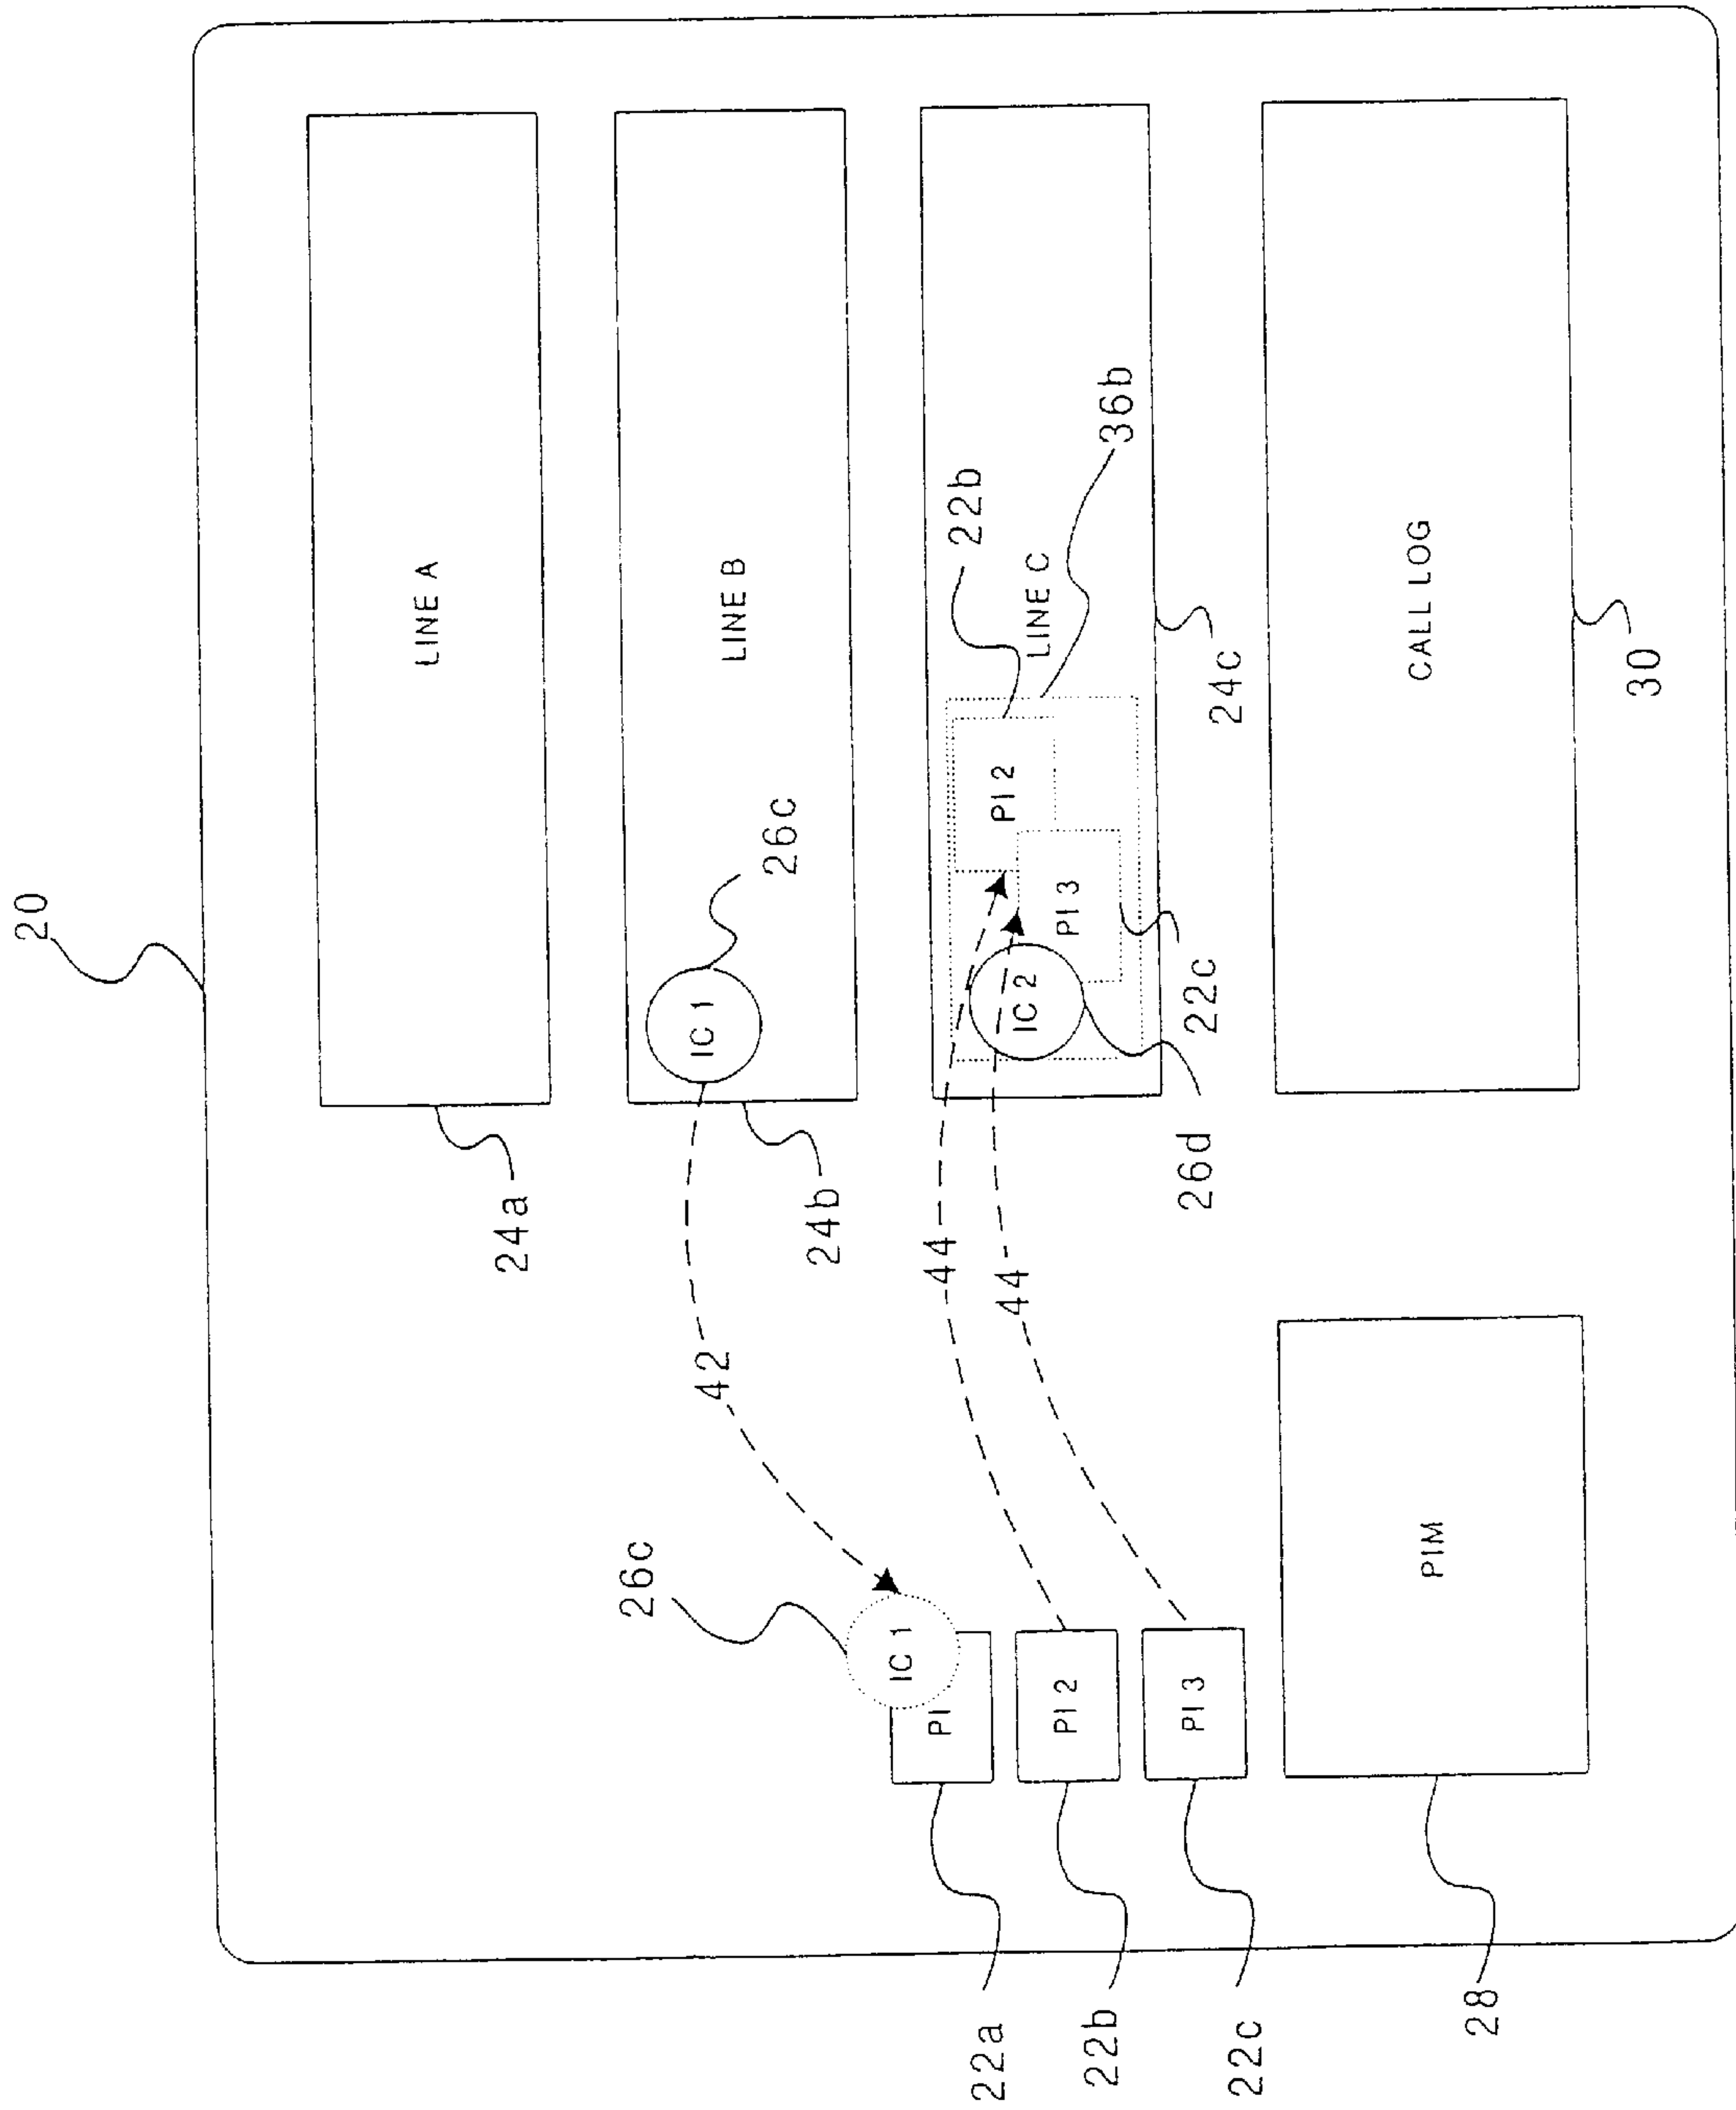 20
LINE A
24a
26c
IC 1
LINE B
24b
42
26c
IC 1
PI
22a
22b
36b
LINE C
PI 2
PI 3
IC 2
22c
24c
26d
44
44
PI 2
22b
PI 3
22c
CALL LOG
30
PIM
28